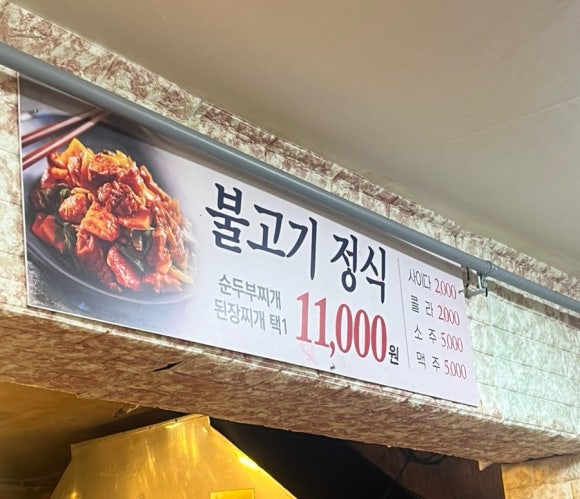 불고기 정식
순두부찌개
된장찌개 택1
11,000원
사이다 2,000
콜 라 2,000
소 주 5,000
맥 주 5,000